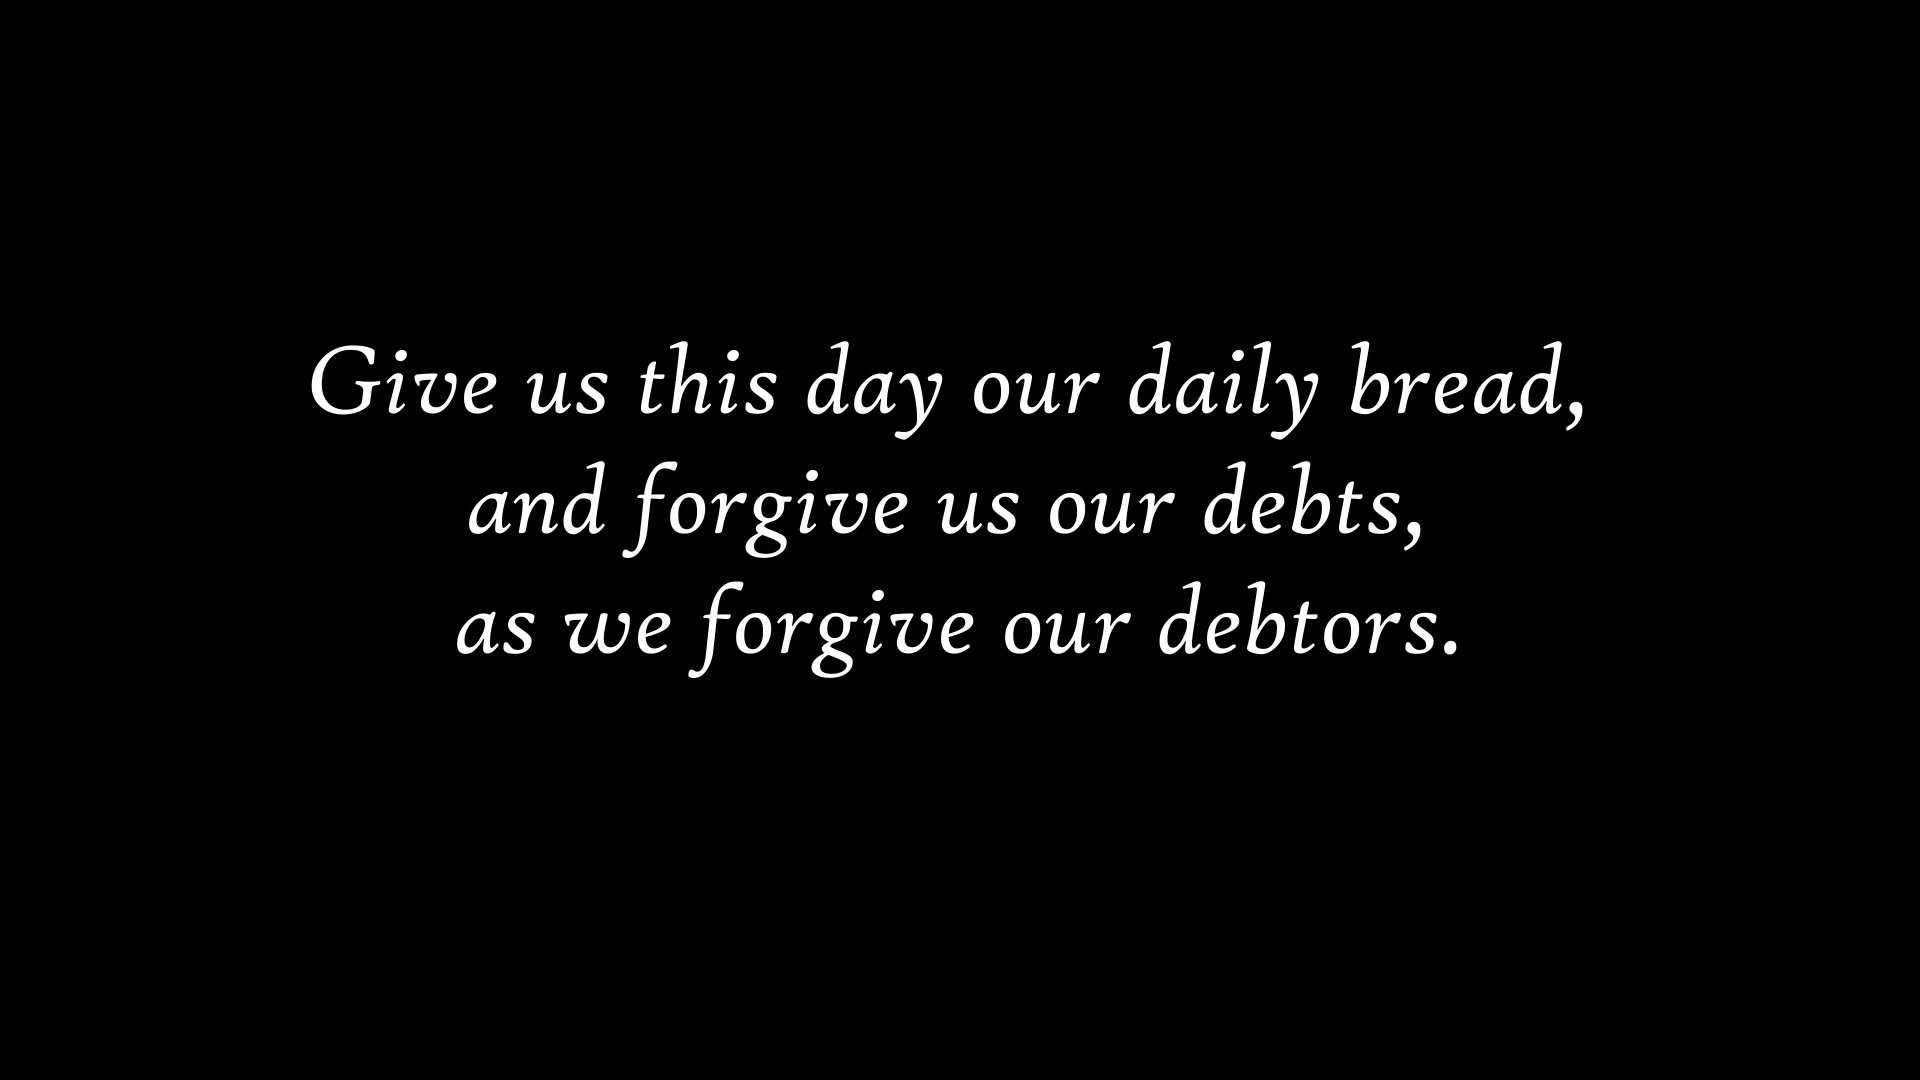 Give us this day our daily bread,
and forgive us our debts,
as we forgive our debtors.